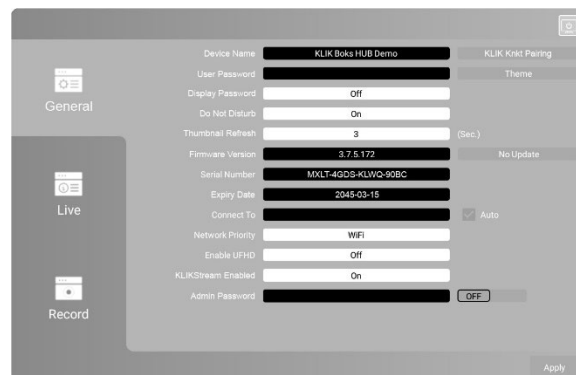 Device Name KLIK Boks HUB Demo KLIK Knkt Pairing
User Password Theme
General
Display Password Off
Do Not Disturb On
Thumbnail Refresh 3 (Sec.)
Firmware Version 3.7.5.172 No Update
Serial Number MXLT-4GDS-KLWQ-90BC
Expiry Date 2045-03-15
Live
Connect To Auto
Network Priority WiFi
Enable UFHD Off
KLIKStream Enabled On
Admin Password OFF
Record
Apply